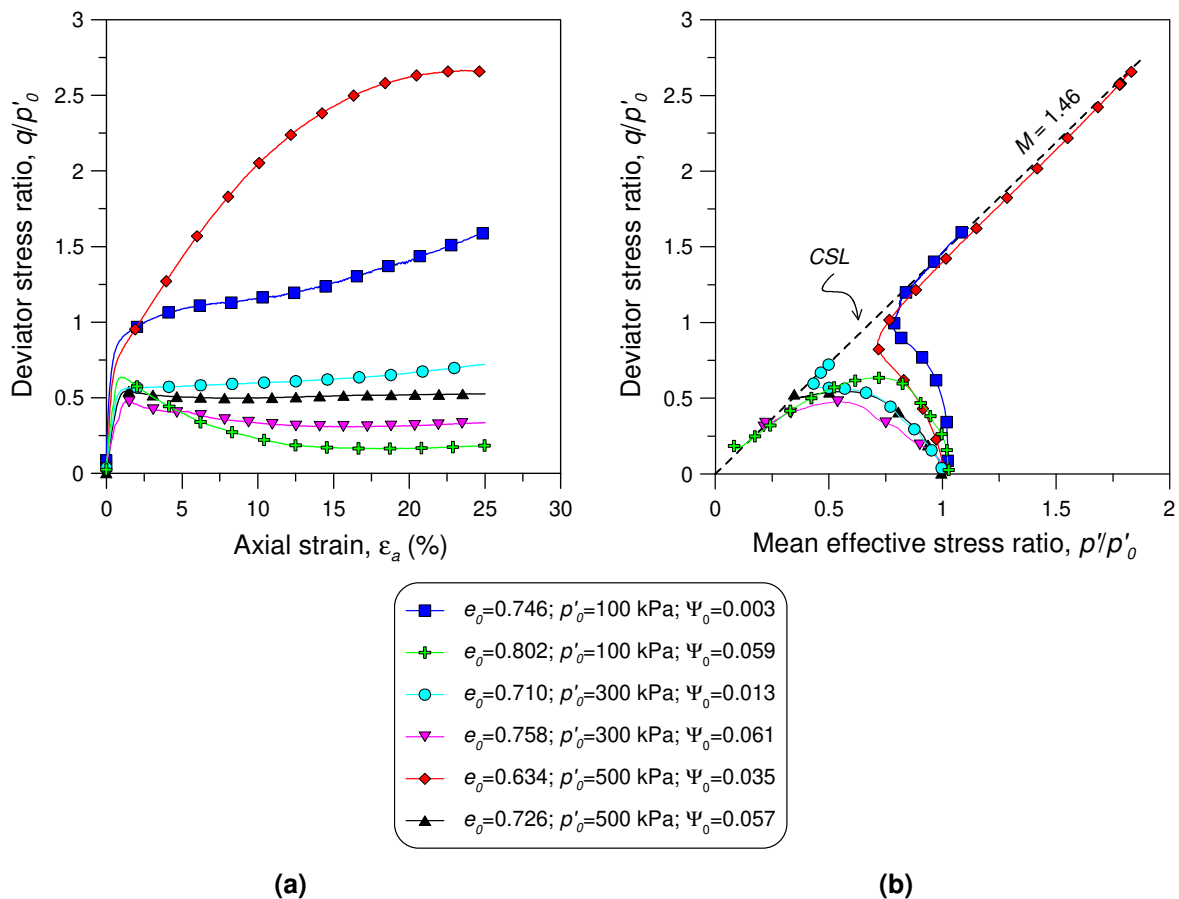 3
2.5
2
1.5
1
0.5
0
Deviator stress ratio, q/p'₀
0 5 10 15 20 25 30
Axial strain, εₐ (%)
3
2.5
2
1.5
1
0.5
0
Deviator stress ratio, q/p'₀
M = 1.46
CSL
0 0.5 1 1.5 2
Mean effective stress ratio, p'/p'₀
e₀=0.746; p'₀=100 kPa; Ψ₀=0.003
e₀=0.802; p'₀=100 kPa; Ψ₀=0.059
e₀=0.710; p'₀=300 kPa; Ψ₀=0.013
e₀=0.758; p'₀=300 kPa; Ψ₀=0.061
e₀=0.634; p'₀=500 kPa; Ψ₀=0.035
e₀=0.726; p'₀=500 kPa; Ψ₀=0.057
(a)
(b)